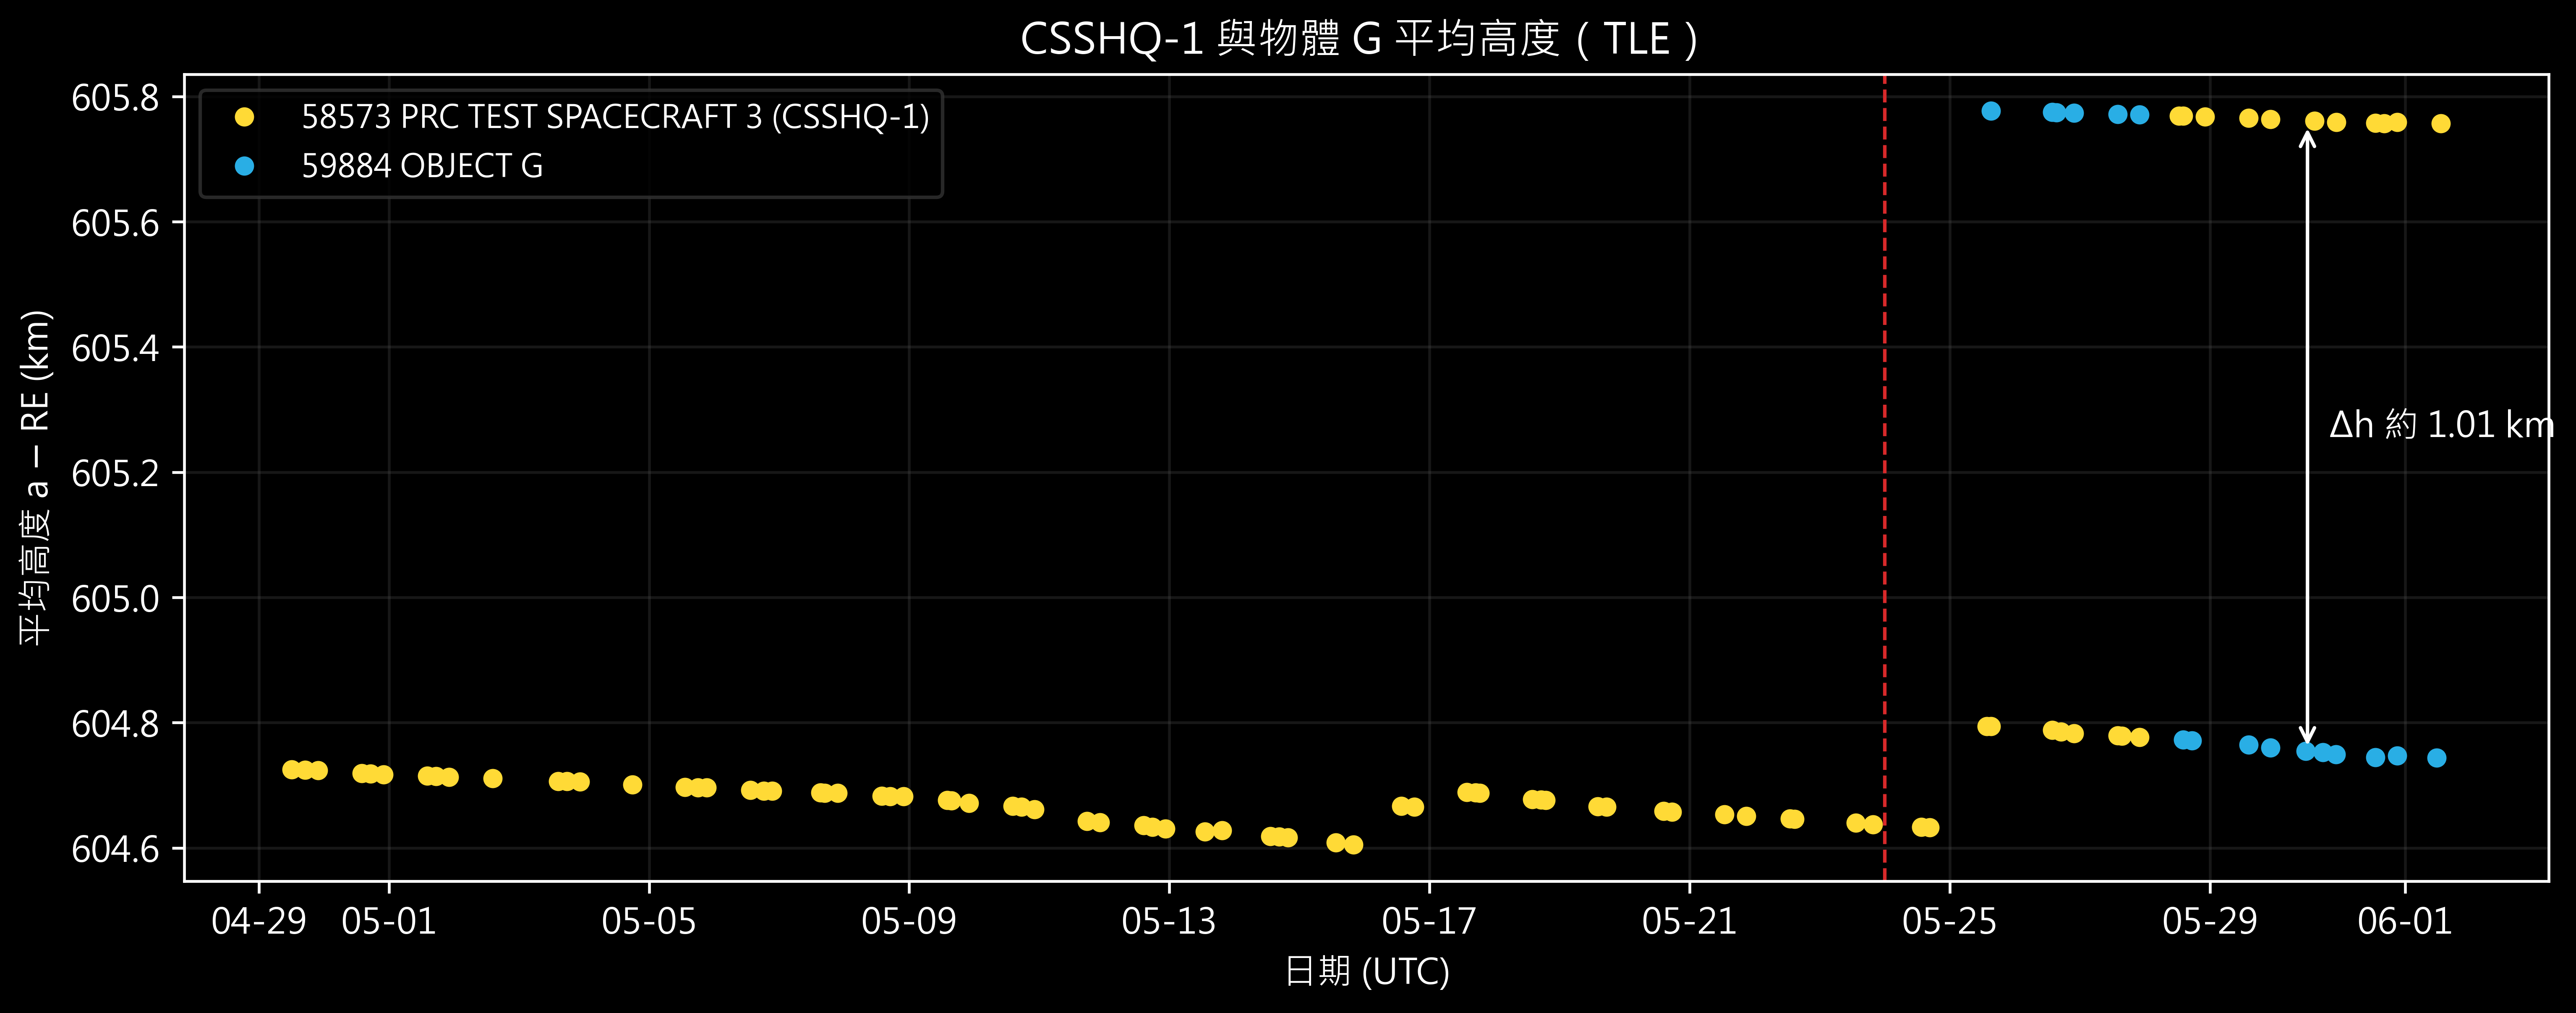 CSSHQ-1 與物體 G 平均高度 ( TLE )
58573 PRC TEST SPACECRAFT 3 (CSSHQ-1)
59884 OBJECT G
平均高度 a − RE (km)
605.8
605.6
605.4
605.2
605.0
604.8
604.6
Δh 約 1.01 km
04-29 05-01 05-05 05-09 05-13 05-17 05-21 05-25 05-29 06-01
日期 (UTC)